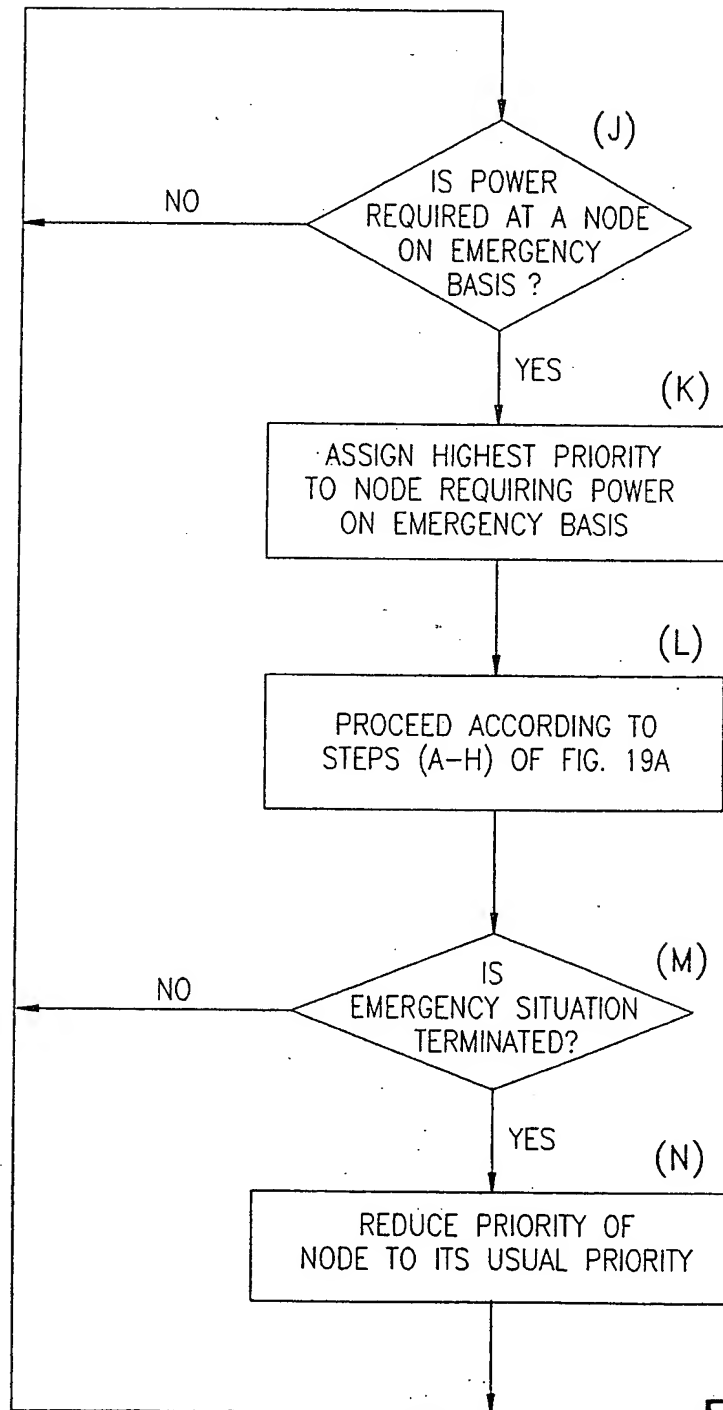 (J)
IS POWER
REQUIRED AT A NODE
ON EMERGENCY
BASIS ?
NO
YES
(K)
ASSIGN HIGHEST PRIORITY
TO NODE REQUIRING POWER
ON EMERGENCY BASIS
(L)
PROCEED ACCORDING TO
STEPS (A-H) OF FIG. 19A
(M)
IS
EMERGENCY SITUATION
TERMINATED?
NO
YES
(N)
REDUCE PRIORITY OF
NODE TO ITS USUAL PRIORITY